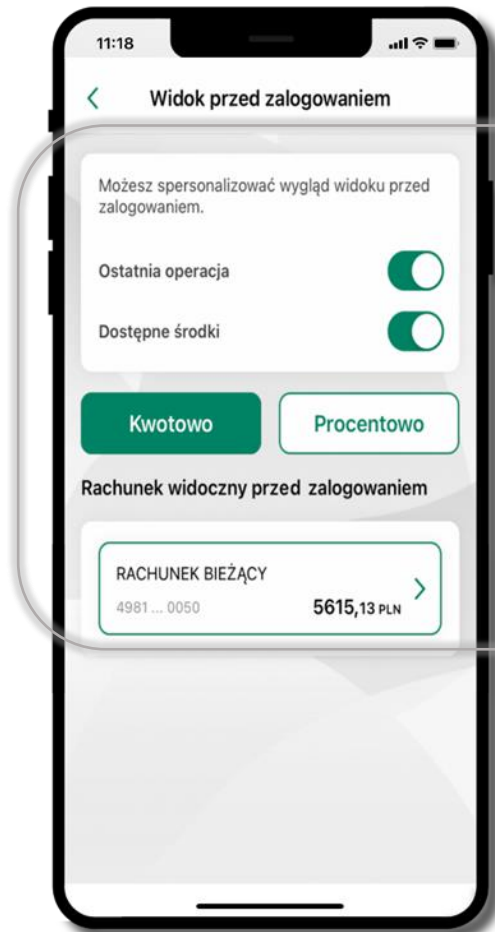 11:18
Widok przed zalogowaniem
Możesz spersonalizować wygląd widoku przed
zalogowaniem.
Ostatnia operacja
Dostępne środki
Kwotowo
Procentowo
Rachunek widoczny przed zalogowaniem
RACHUNEK BIEŻĄCY
4981 ... 0050
5615,13 PLN